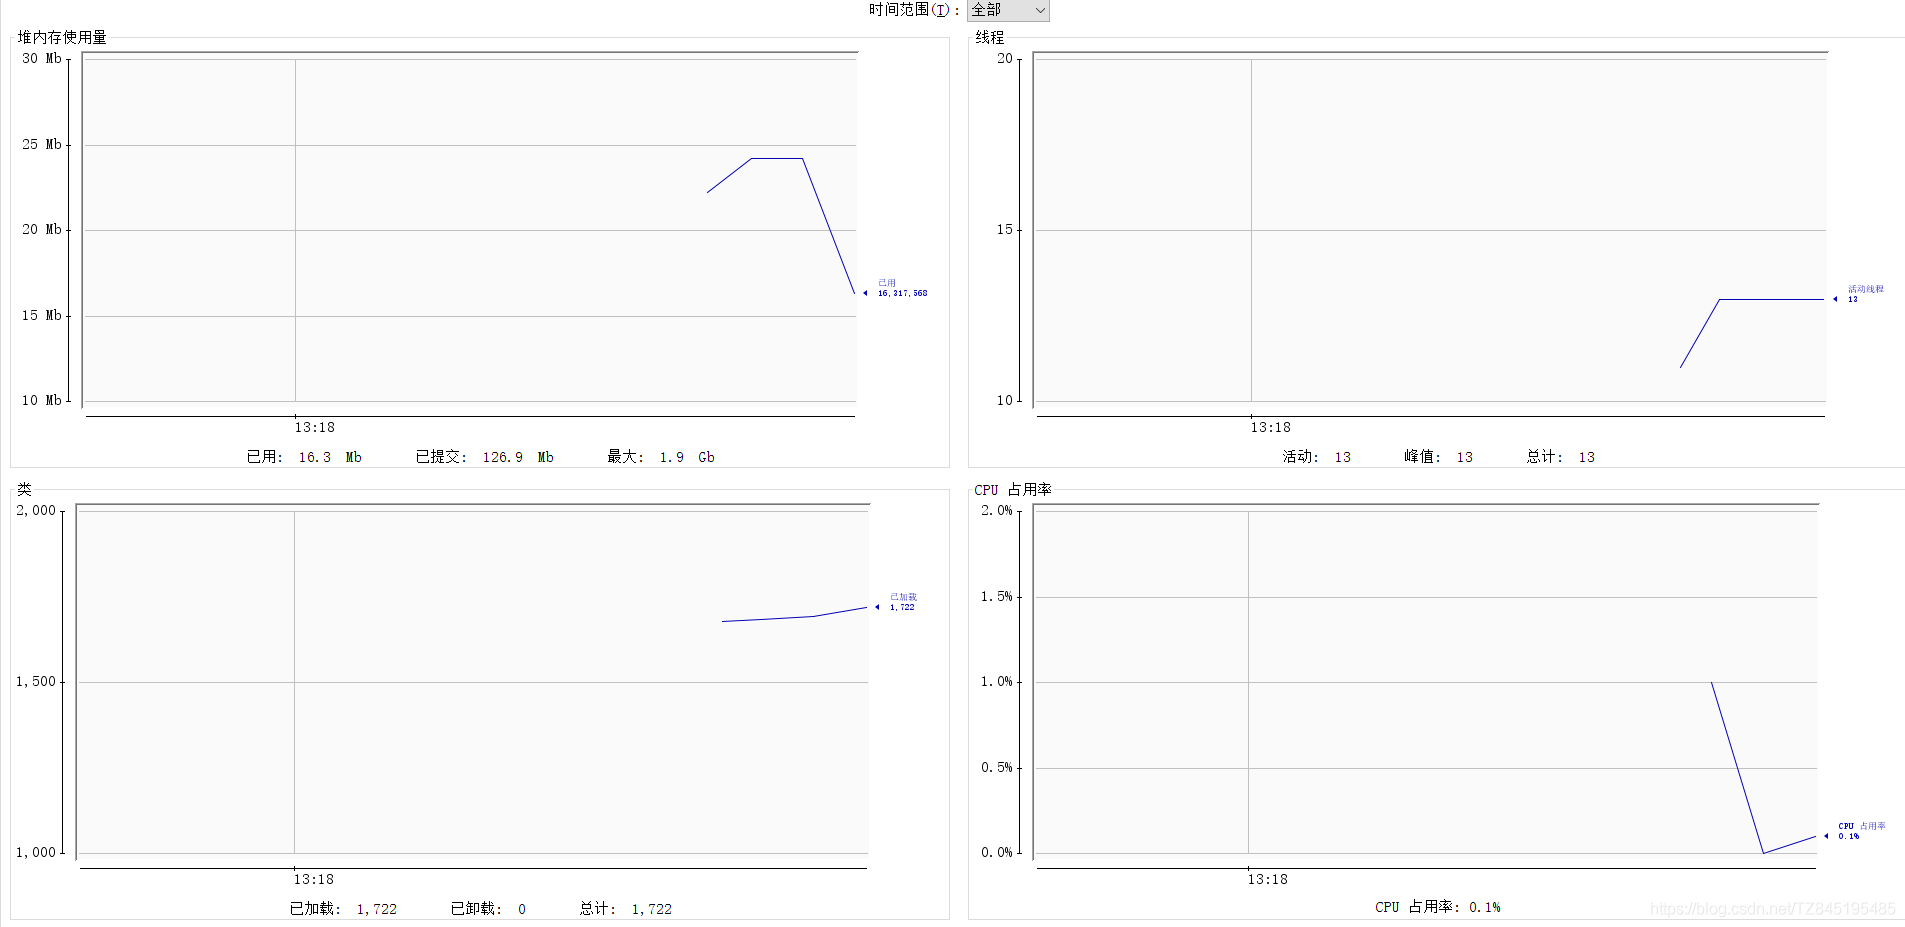 时间范围(T): 全部
堆内存使用量
30 Mb
25 Mb
20 Mb
15 Mb
10 Mb
已用
16,317,568
13:18
已用: 16.3 Mb 已提交: 126.9 Mb 最大: 1.9 Gb
线程
20
15
10
活动线程
13
13:18
活动: 13 峰值: 13 总计: 13
类
2,000
1,500
1,000
已加载
1,722
13:18
已加载: 1,722 已卸载: 0 总计: 1,722
CPU 占用率
2.0%
1.5%
1.0%
0.5%
0.0%
CPU 占用率
0.1%
13:18
CPU 占用率: 0.1%
https://blog.csdn.net/TZ845195485